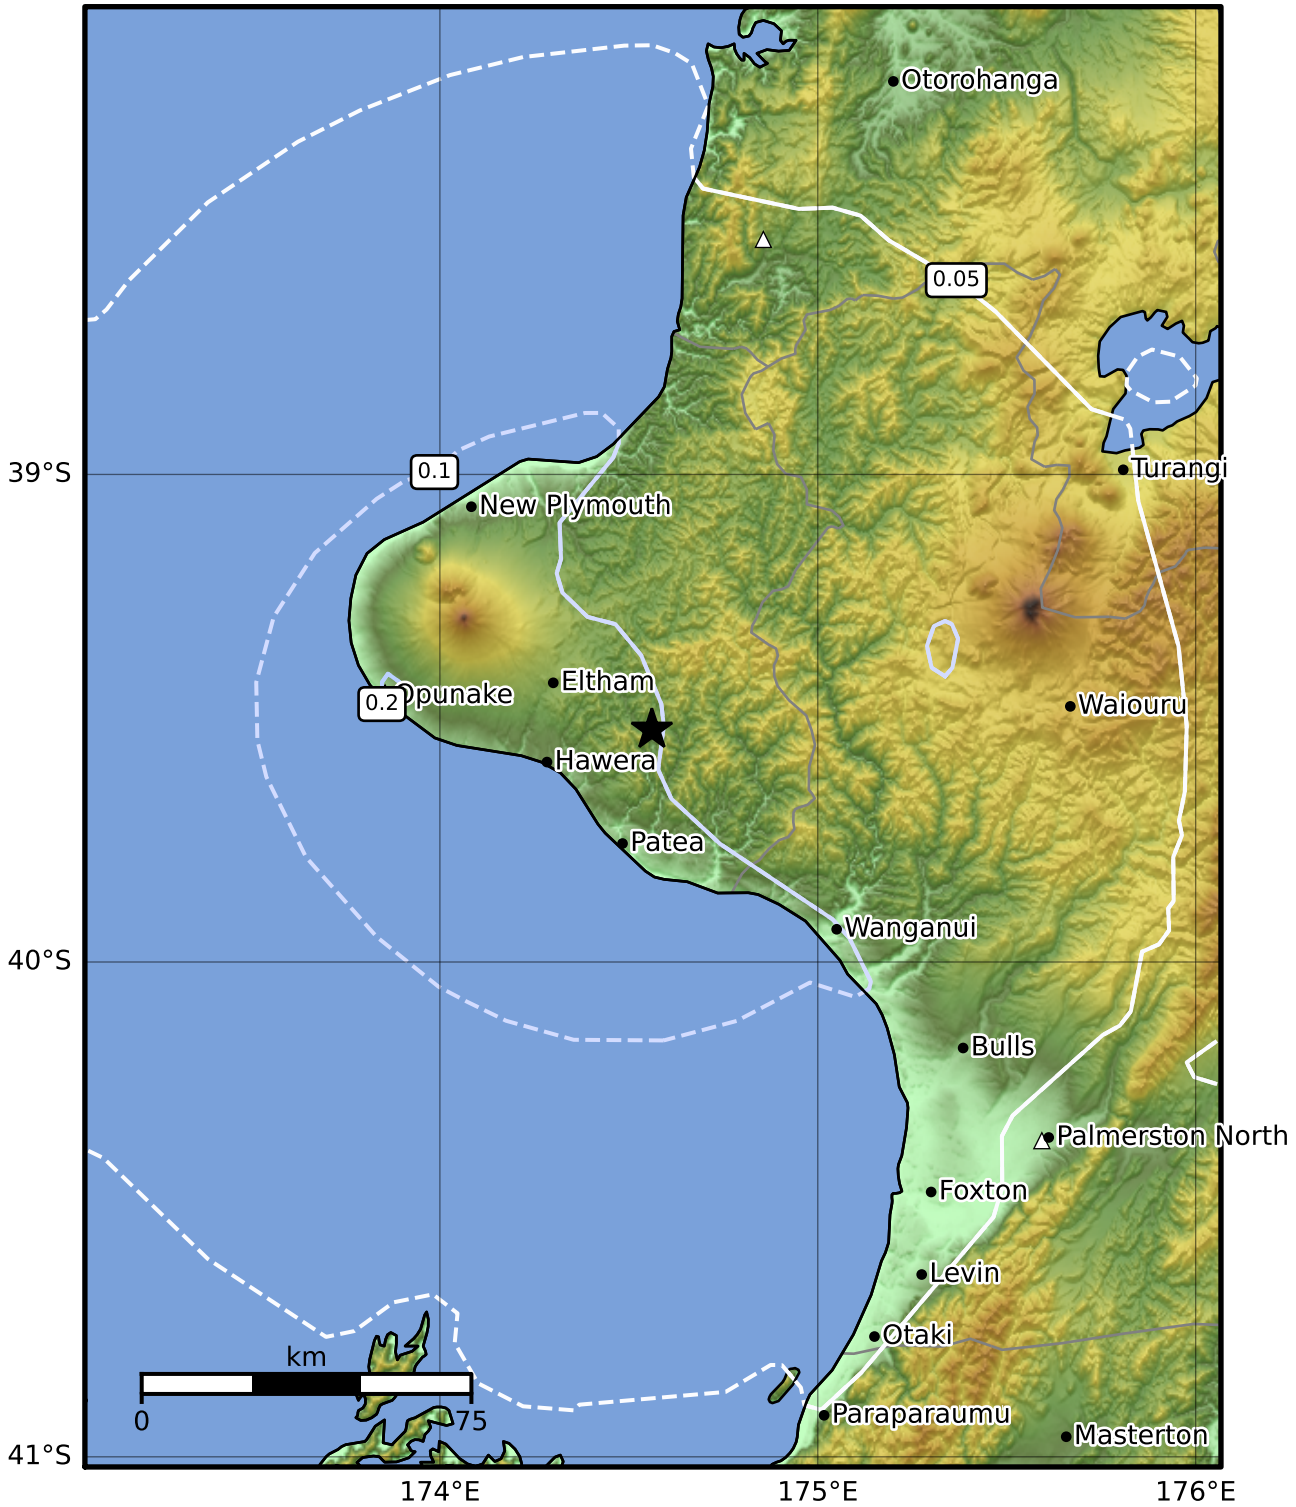 Otorohanga
0.05
39°S
0.1
Turangi
New Plymouth
Eltham
Opunake
0.2
Waiouru
Hawera
Patea
Wanganui
40°S
Bulls
Palmerston North
Foxton
Levin
Otaki
km
0
75
Paraparaumu
Masterton
41°S
174°E
175°E
176°E